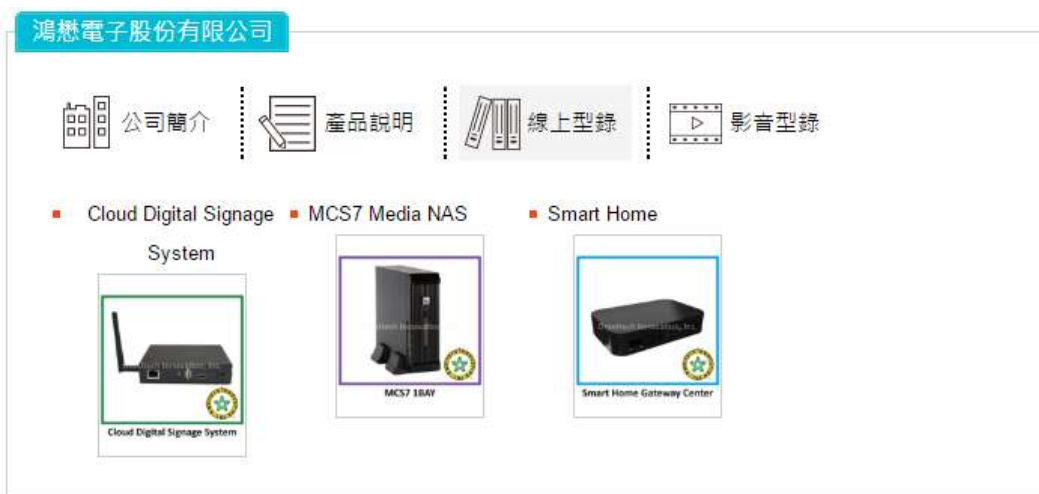 鴻懋電子股份有限公司
公司簡介
產品說明
線上型錄
影音型錄
Cloud Digital Signage System
MCS7 Media NAS
Smart Home
Cloud Digital Signage System
MCS7 1BAY
Smart Home Gateway Center